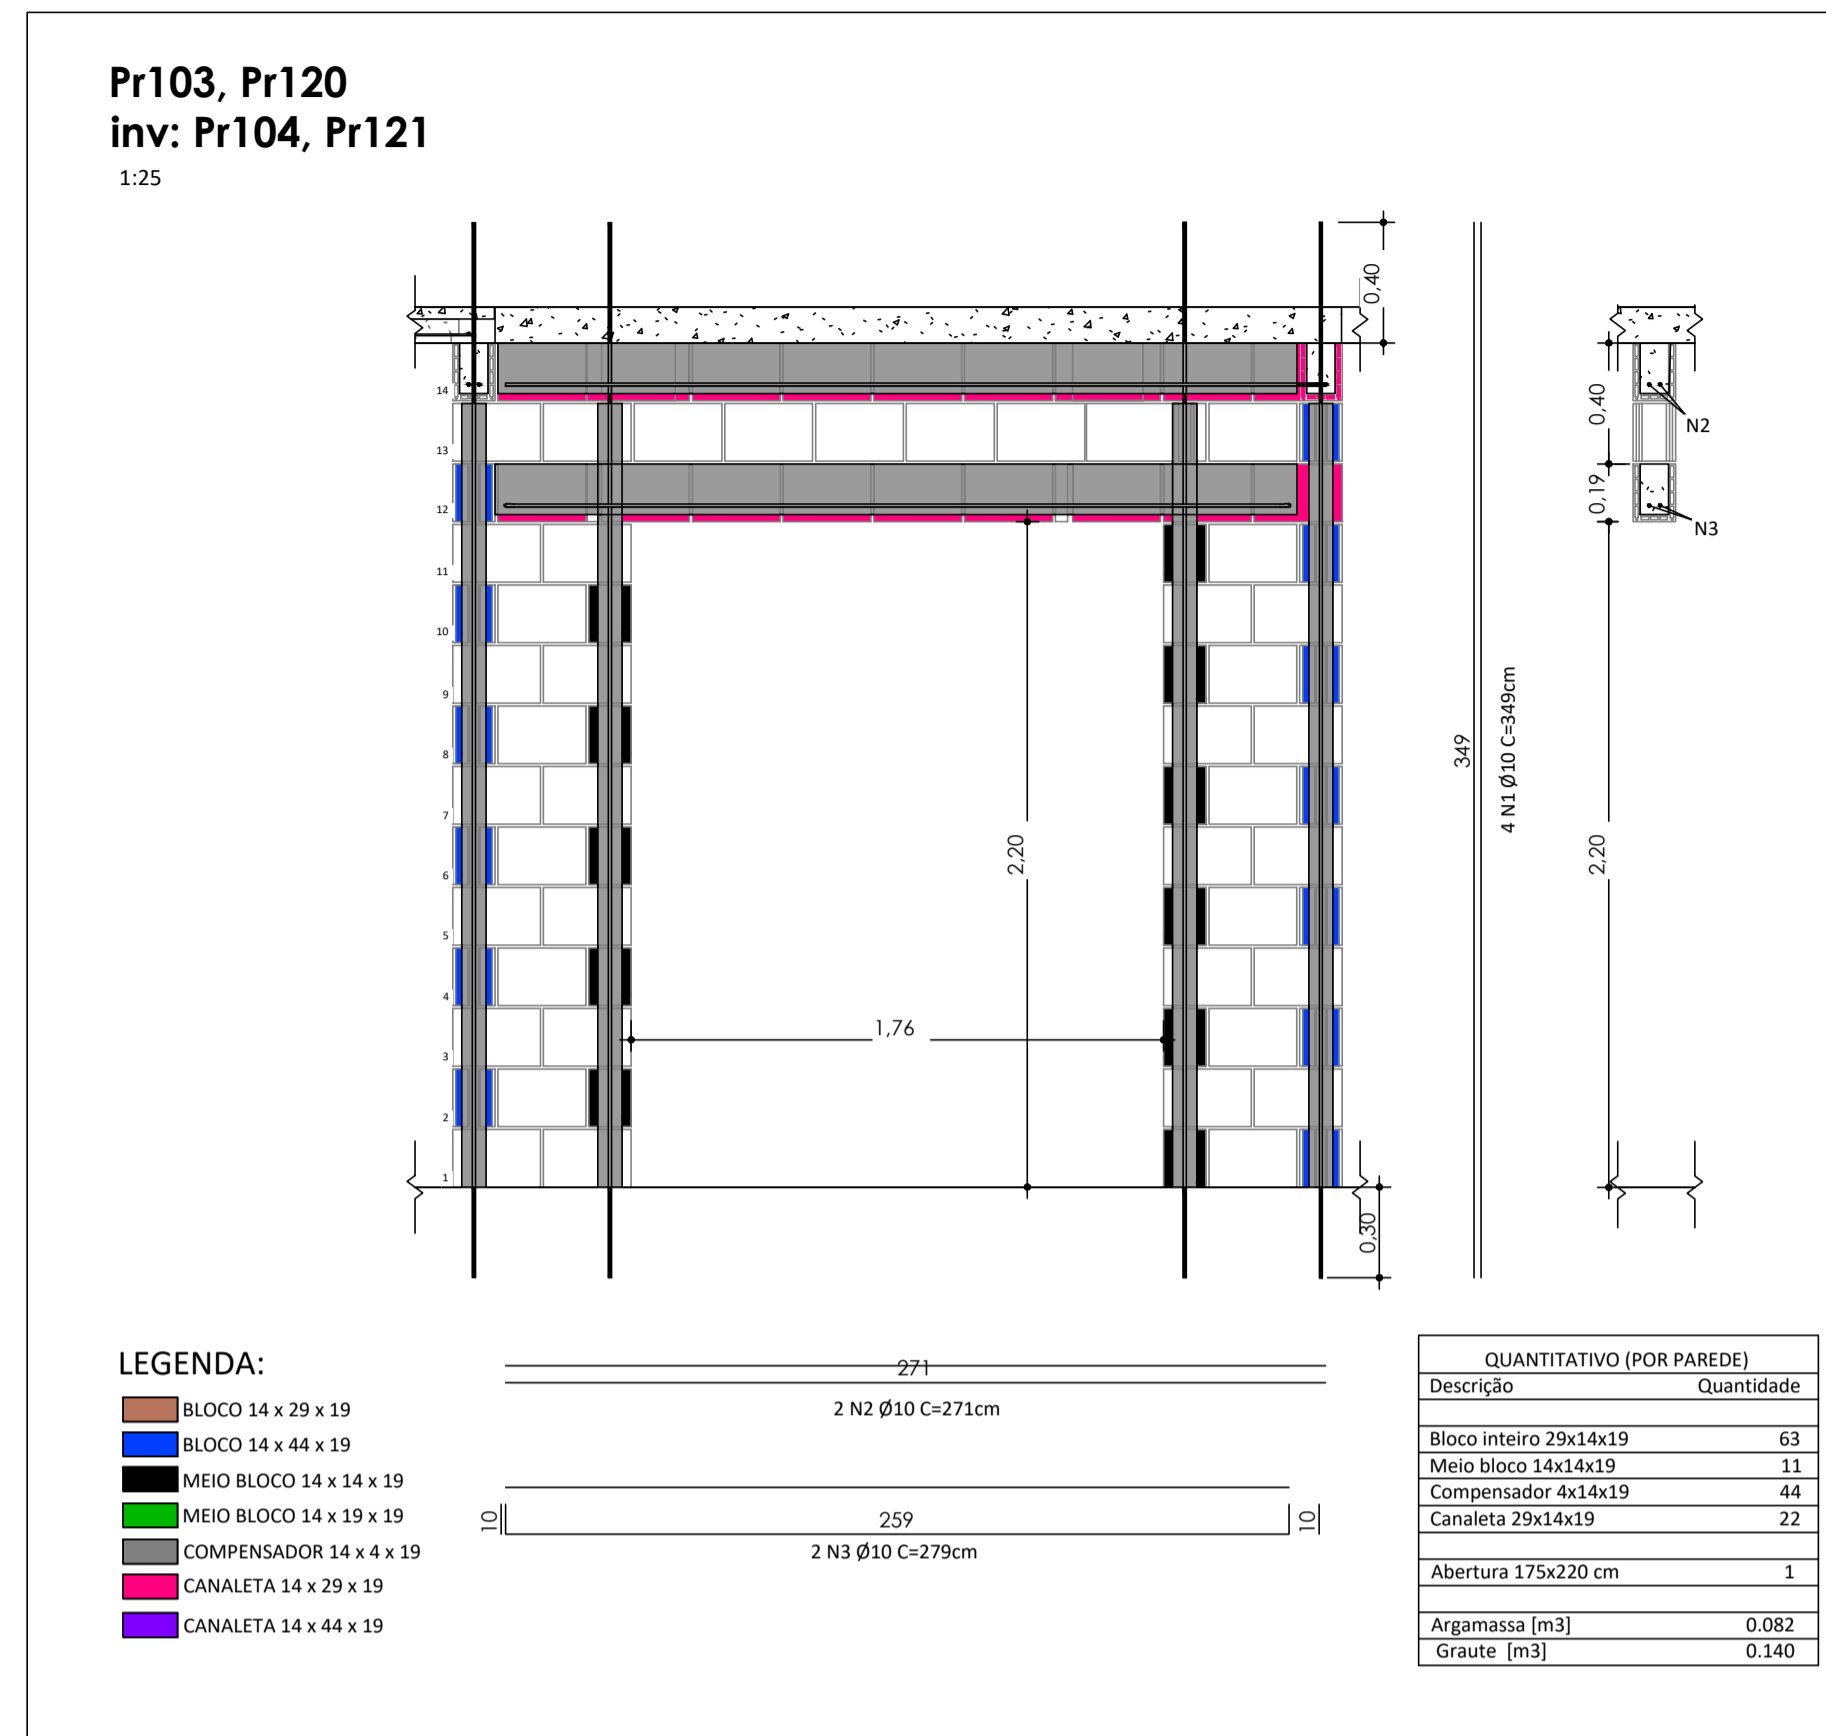 Pr103, Pr120
inv: Pr104, Pr121
1:25
0,40
14
13
12
11
10
9
8
7
6
5
4
3
2
1
2,20
1,76
0,30
349
4 N1 Ø10 C=349cm
0,40
N2
0,19
N3
2,20
LEGENDA:
BLOCO 14 x 29 x 19
BLOCO 14 x 44 x 19
MEIO BLOCO 14 x 14 x 19
MEIO BLOCO 14 x 19 x 19
COMPENSADOR 14 x 4 x 19
CANALETA 14 x 29 x 19
CANALETA 14 x 44 x 19
271
2 N2 Ø10 C=271cm
10
259
10
2 N3 Ø10 C=279cm
QUANTITATIVO (POR PAREDE)
Descrição Quantidade
Bloco inteiro 29x14x19 63
Meio bloco 14x14x19 11
Compensador 4x14x19 44
Canaleta 29x14x19 22
Abertura 175x220 cm 1
Argamassa [m3] 0.082
Graute [m3] 0.140